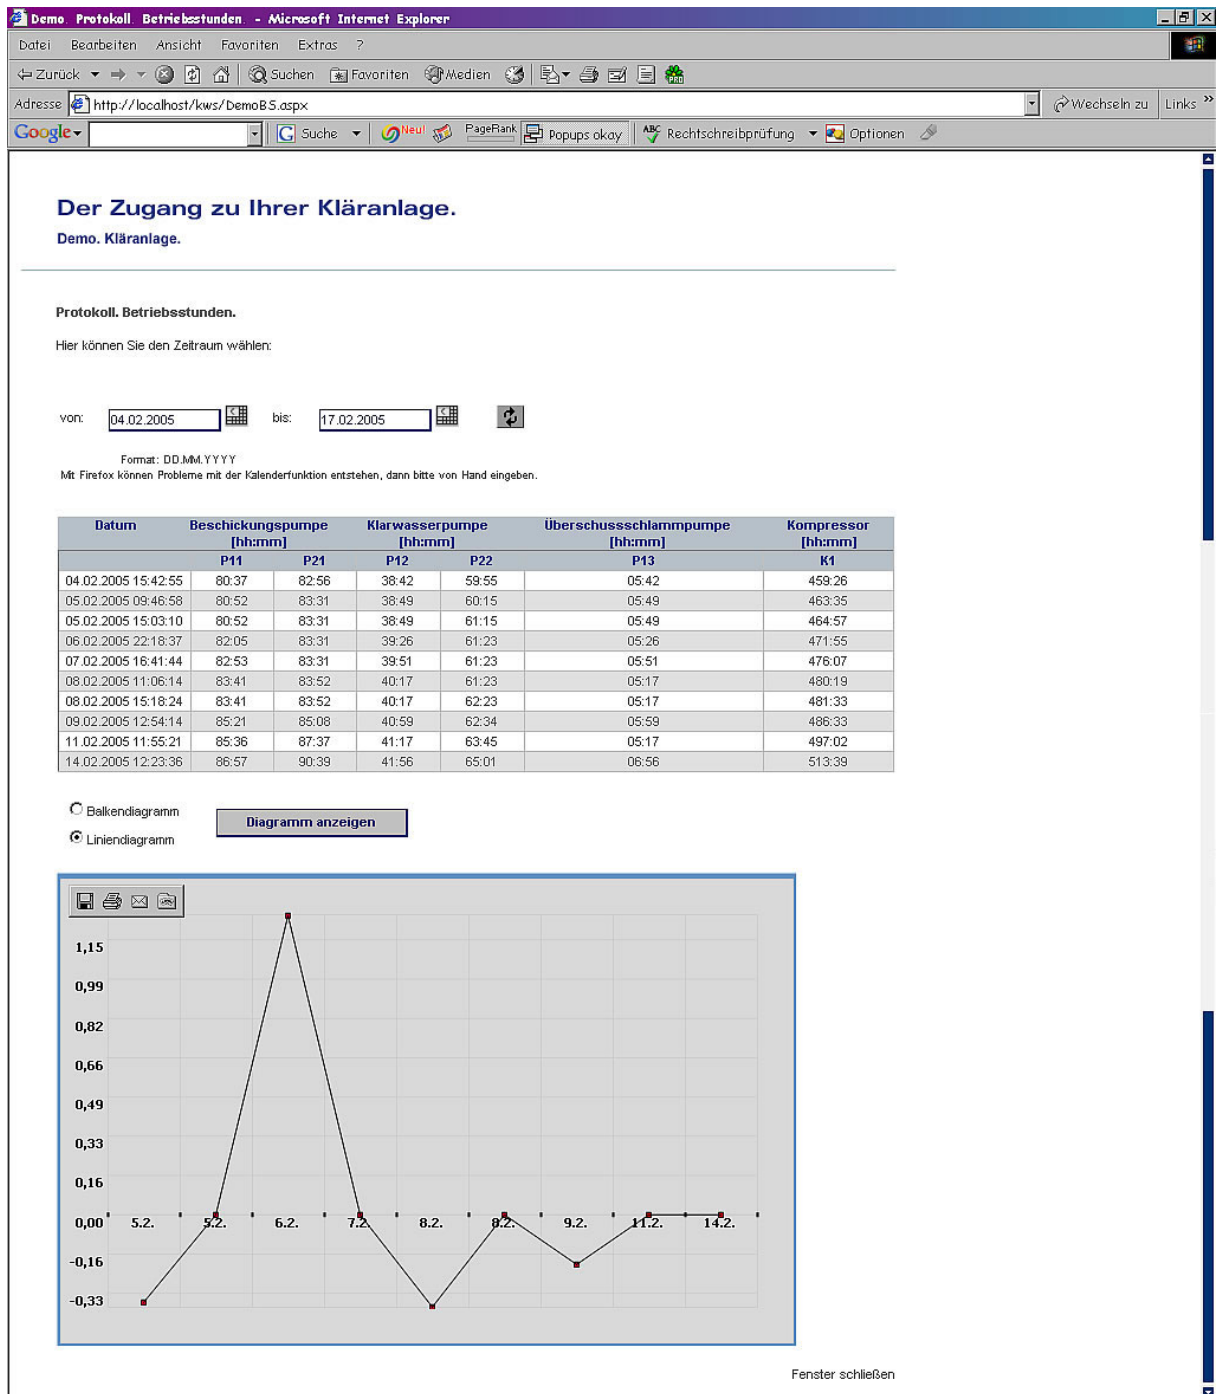 Demo. Protokoll. Betriebsstunden. - Microsoft Internet Explorer
Datei Bearbeiten Ansicht Favoriten Extras ?
Zurück Suchen Favoriten Medien
Adresse http://localhost/kws/DemoBS.aspx Wechseln zu Links »
Google Suche Neu! PageRank Popups okay ABC Rechtschreibprüfung Optionen
Der Zugang zu Ihrer Kläranlage.
Demo. Kläranlage.
Protokoll. Betriebsstunden.
Hier können Sie den Zeitraum wählen:
von: 04.02.2005 bis: 17.02.2005
Format: DD.MM.YYYY
Mit Firefox können Probleme mit der Kalenderfunktion entstehen, dann bitte von Hand eingeben.
Datum Beschickungspumpe Klarwasserpumpe Überschussschlammpumpe Kompressor
[hh:mm] [hh:mm] [hh:mm] [hh:mm]
P11 P21 P12 P22 P13 K1
04.02.2005 15:42:55 80:37 82:56 38:42 59:55 05:42 459:26
05.02.2005 09:46:58 80:52 83:31 38:49 60:15 05:49 463:35
05.02.2005 15:03:10 80:52 83:31 38:49 61:15 05:49 464:57
06.02.2005 22:18:37 82:05 83:31 39:26 61:23 05:26 471:55
07.02.2005 16:41:44 82:53 83:31 39:51 61:23 05:51 476:07
08.02.2005 11:06:14 83:41 83:52 40:17 61:23 05:17 480:19
08.02.2005 15:18:24 83:41 83:52 40:17 62:23 05:17 481:33
09.02.2005 12:54:14 85:21 85:08 40:59 62:34 05:59 486:33
11.02.2005 11:55:21 85:36 87:37 41:17 63:45 05:17 497:02
14.02.2005 12:23:36 86:57 90:39 41:56 65:01 06:56 513:39
Balkendiagramm
Diagramm anzeigen
Liniendiagramm
1,15
0,99
0,82
0,66
0,49
0,33
0,16
0,00 5.2. 5.2. 6.2. 7.2. 8.2. 8.2. 9.2. 11.2. 14.2.
-0,16
-0,33
Fenster schließen